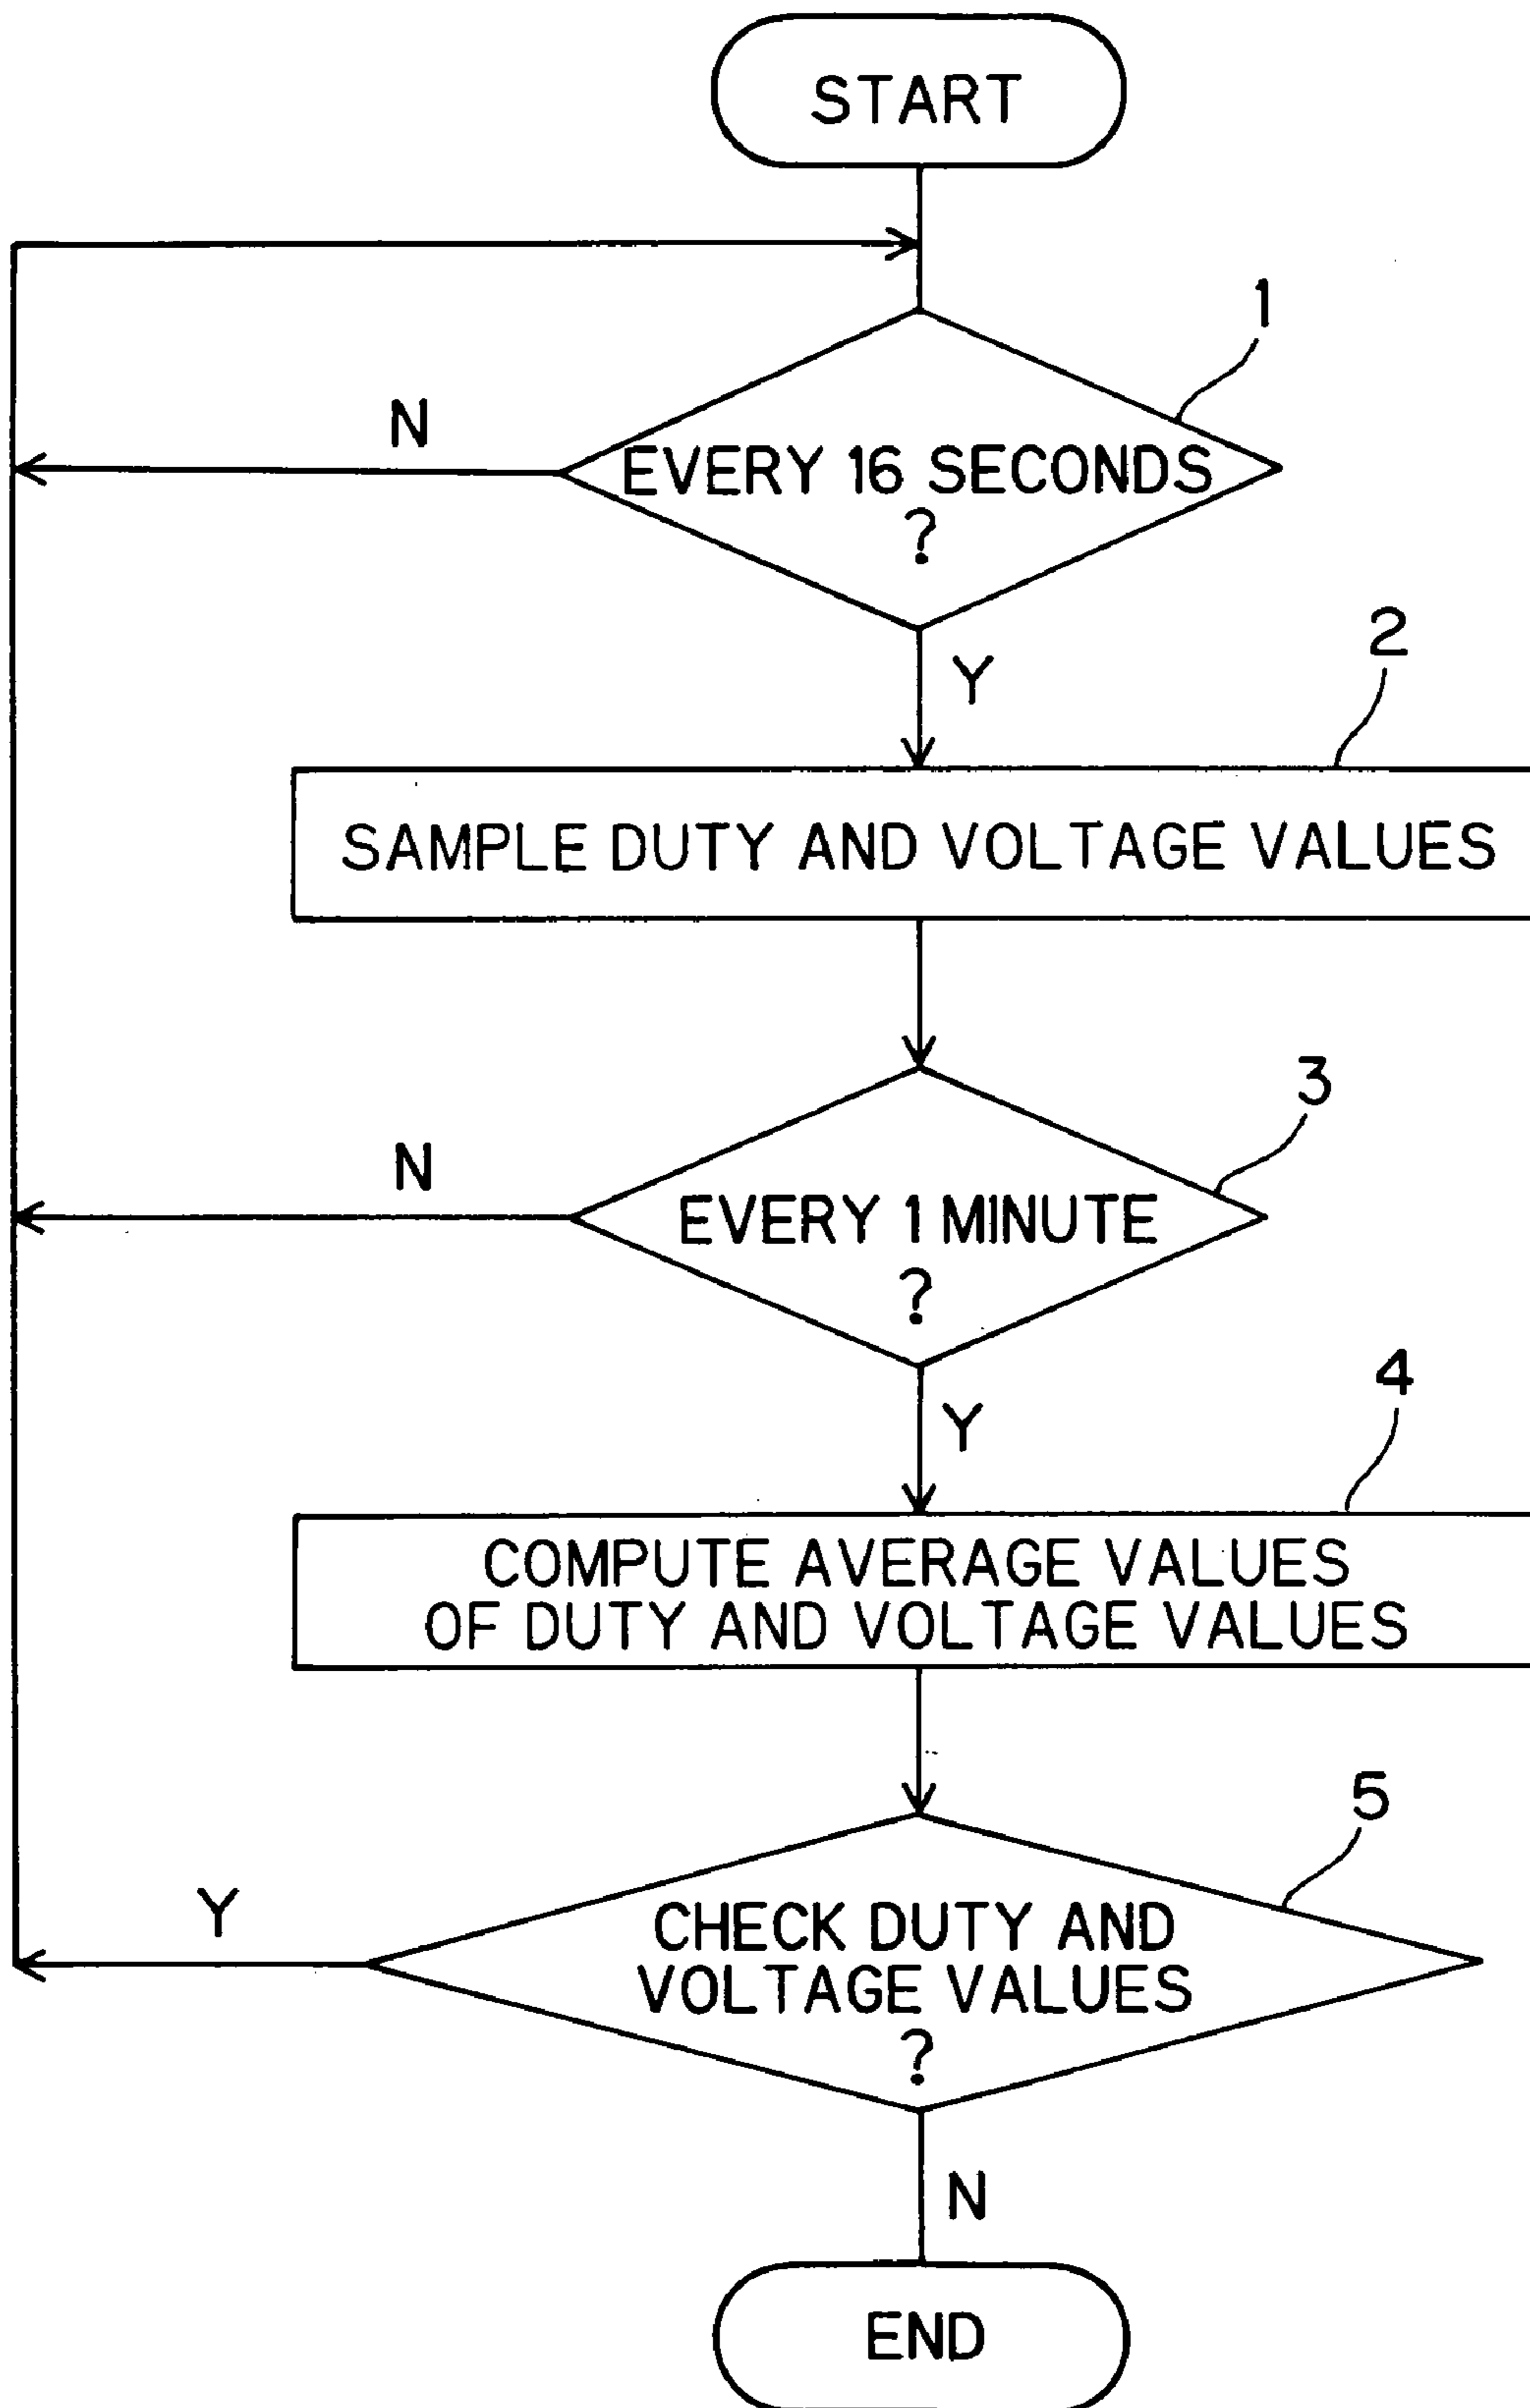 START
1
N
EVERY 16 SECONDS
?
2
Y
SAMPLE DUTY AND VOLTAGE VALUES
3
N
EVERY 1 MINUTE
?
4
Y
COMPUTE AVERAGE VALUES
OF DUTY AND VOLTAGE VALUES
5
Y
CHECK DUTY AND
VOLTAGE VALUES
?
N
END